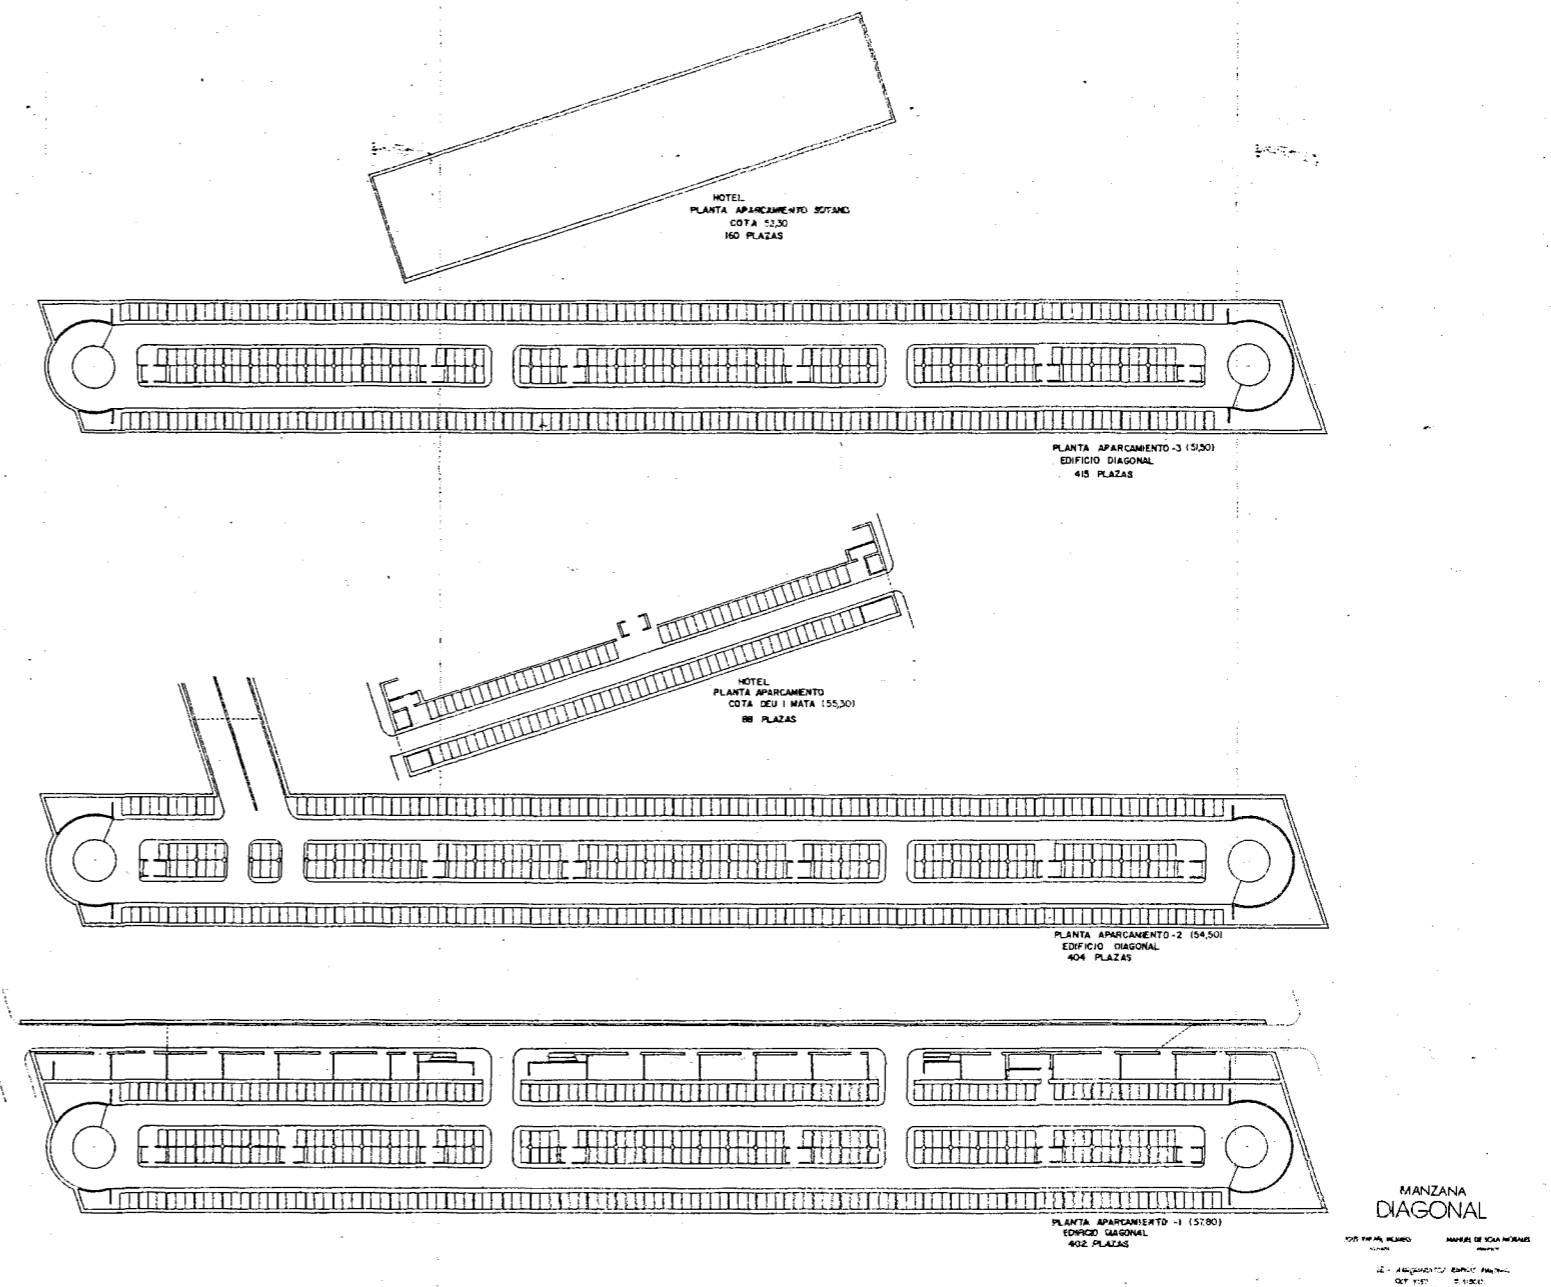 HOTEL
PLANTA APARCAMIENTO SOTANO
COTA 52,30
160 PLAZAS
PLANTA APARCAMIENTO -3 (51,50)
EDIFICIO DIAGONAL
415 PLAZAS
HOTEL
PLANTA APARCAMIENTO
COTA DEU I MATA (55,30)
88 PLAZAS
PLANTA APARCAMIENTO -2 (54,50)
EDIFICIO DIAGONAL
404 PLAZAS
PLANTA APARCAMIENTO -1 (57,80)
EDIFICIO DIAGONAL
402 PLAZAS
MANZANA
DIAGONAL
MANUEL DE SOLA MORALES